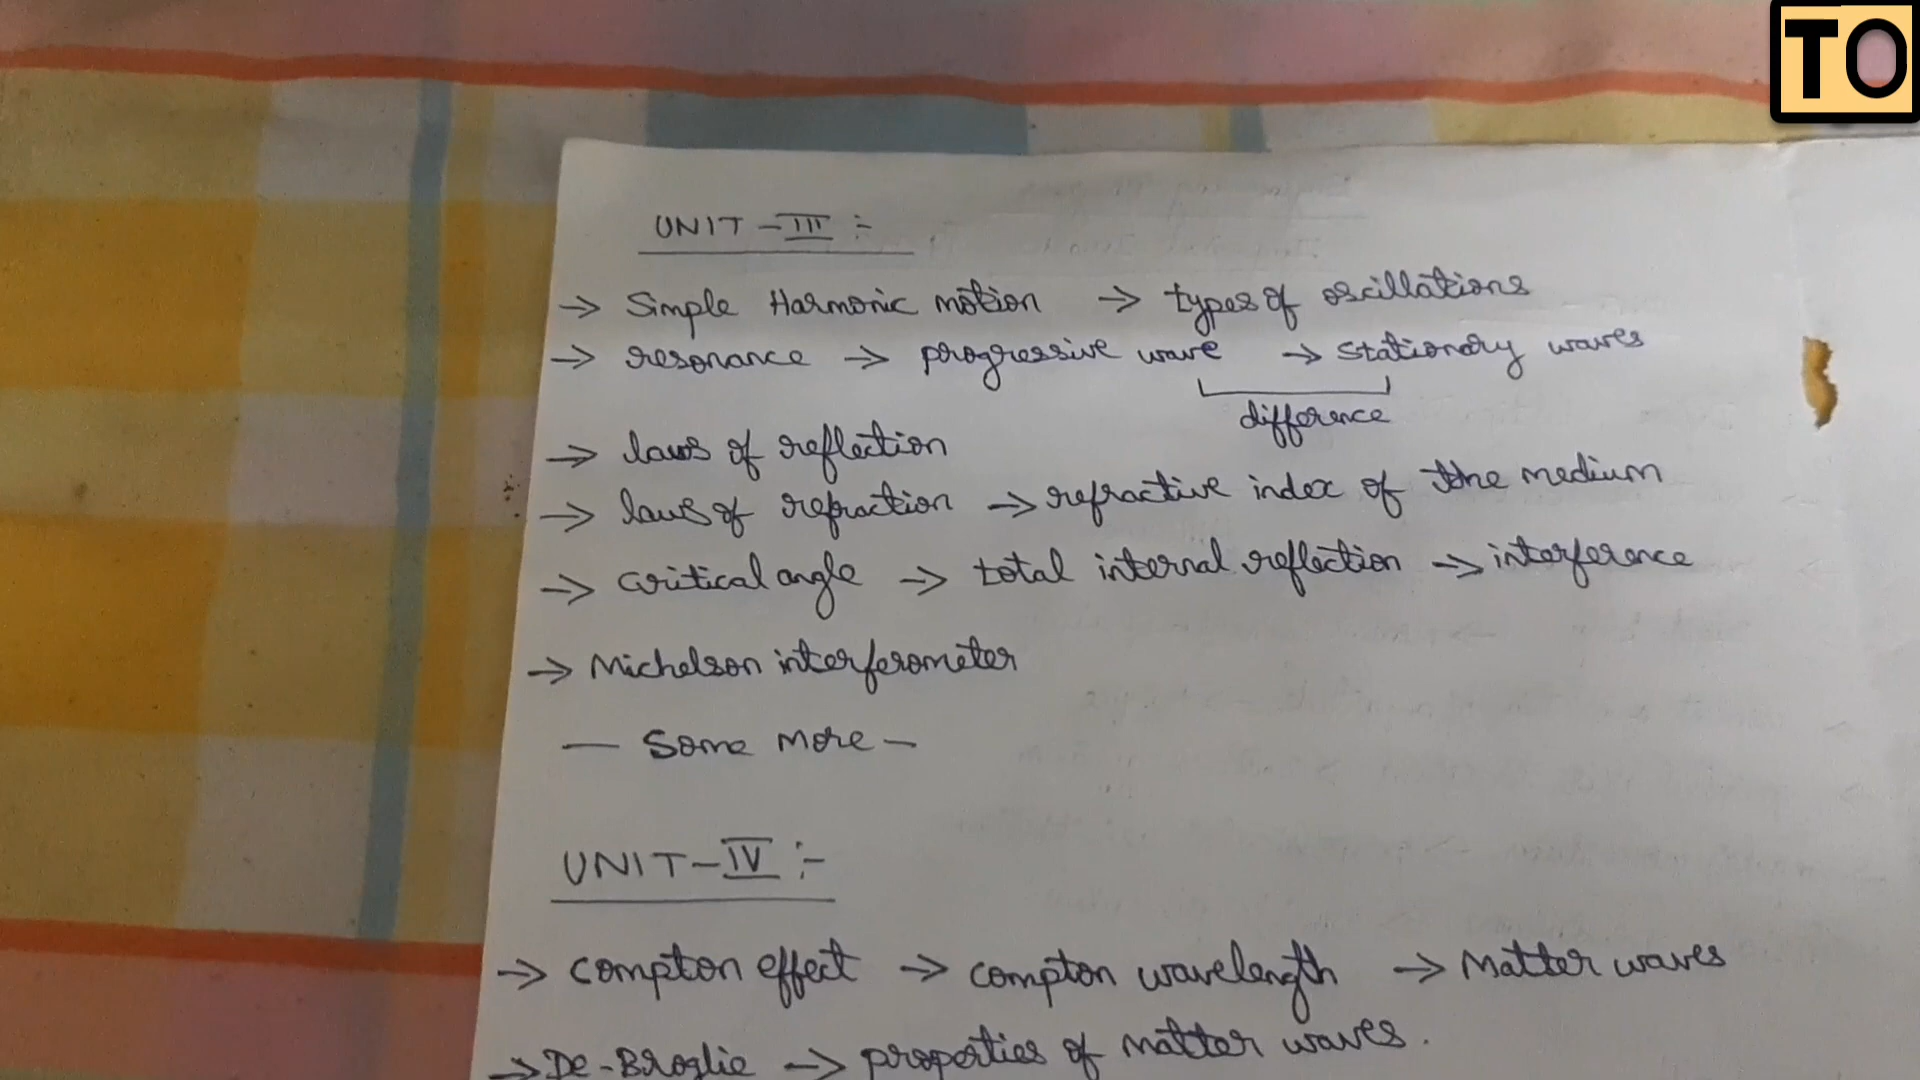 TO
UNIT-III :-
→ Simple Harmonic motion → types of oscillations
→ resonance → progressive wave → stationary waves
difference
→ laws of reflection
→ laws of refraction → refractive index of the medium
→ critical angle → total internal reflection → interference
→ Michelson interferometer
— Some more —
UNIT-IV :-
→ compton effect → compton wavelength → Matter waves
→ De-Broglie → properties of matter waves.